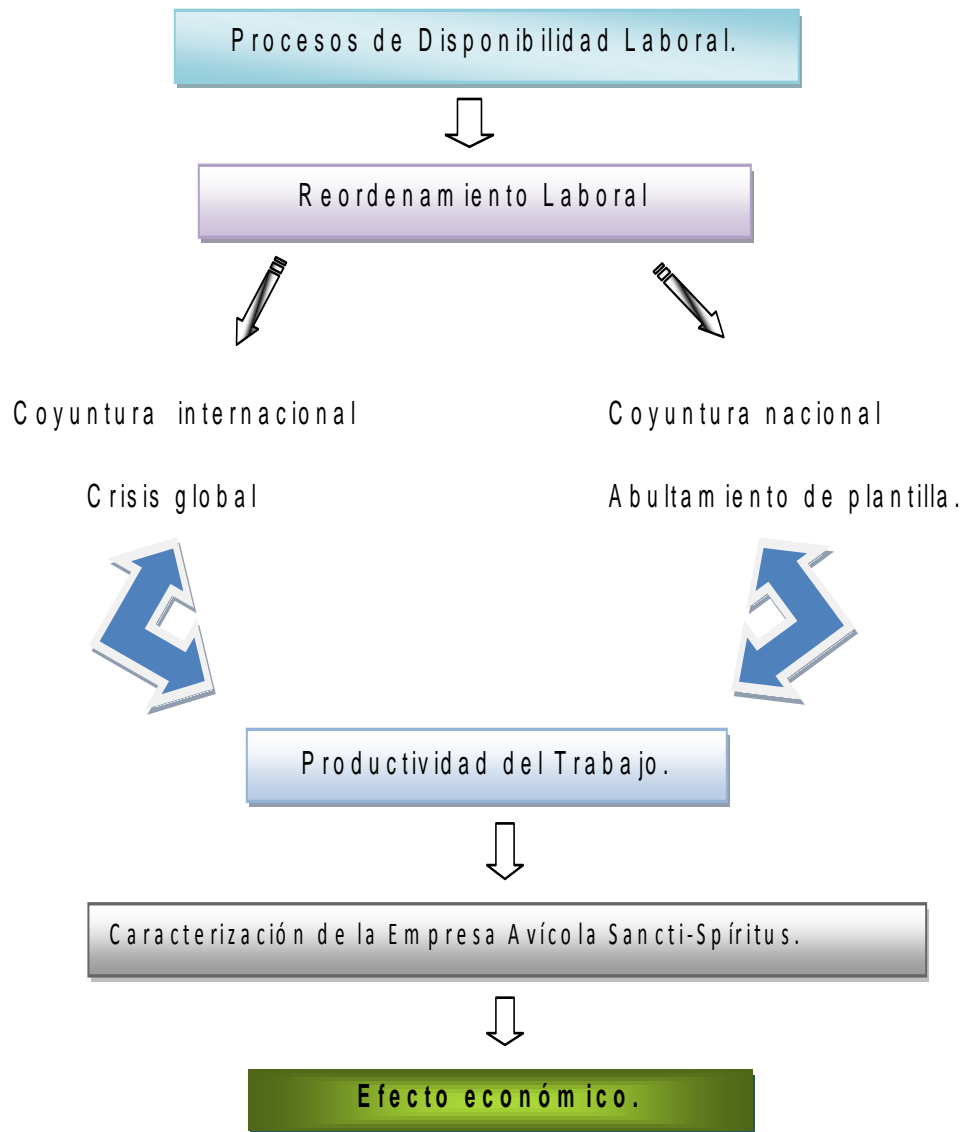 Procesos de Disponibilidad Laboral.
Reordenamiento Laboral
Coyuntura internacional
Coyuntura nacional
Crisis global
Abultamiento de plantilla.
Productividad del Trabajo.
Caracterización de la Empresa Avícola Sancti-Spíritus.
Efecto económico.